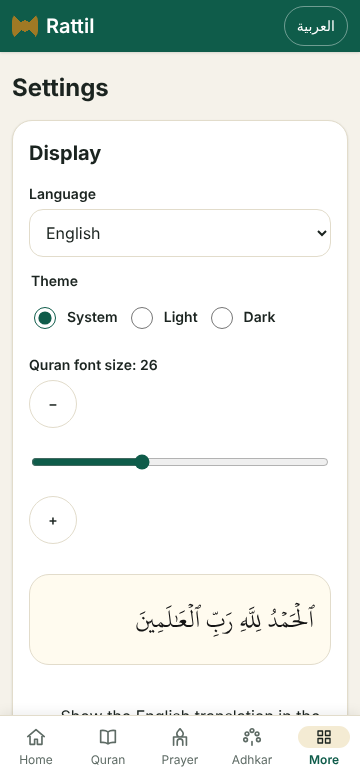 Rattil
العربية
Settings
Display
Language
English
Theme
System Light Dark
Quran font size: 26
−
+
ٱلْحَمْدُ لِلَّهِ رَبِّ ٱلْعَٰلَمِينَ
Show the English translation in the
Home Quran Prayer Adhkar More